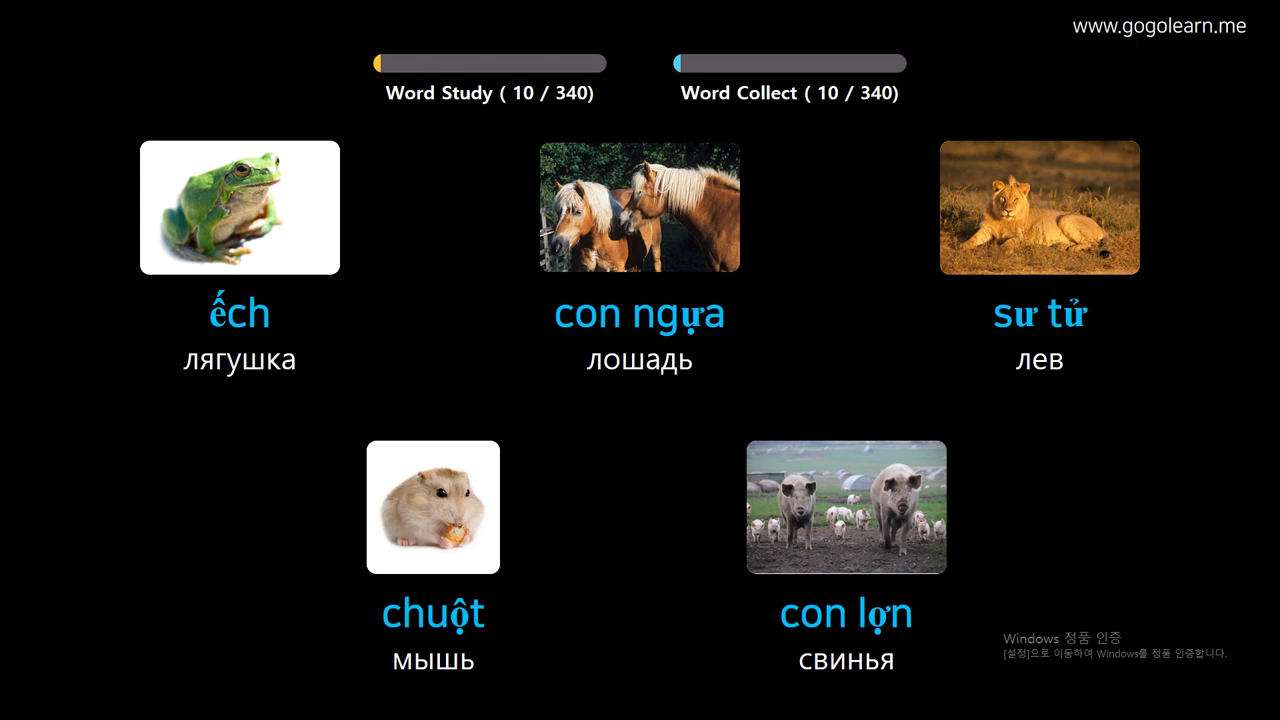 www.gogolearn.me
Word Study ( 10 / 340)
Word Collect ( 10 / 340)
ếch
лягушка
con ngựa
лошадь
sư tử
лев
chuột
мышь
con lợn
свинья
Windows 정품 인증
[설정]으로 이동하여 Windows를 정품 인증합니다.